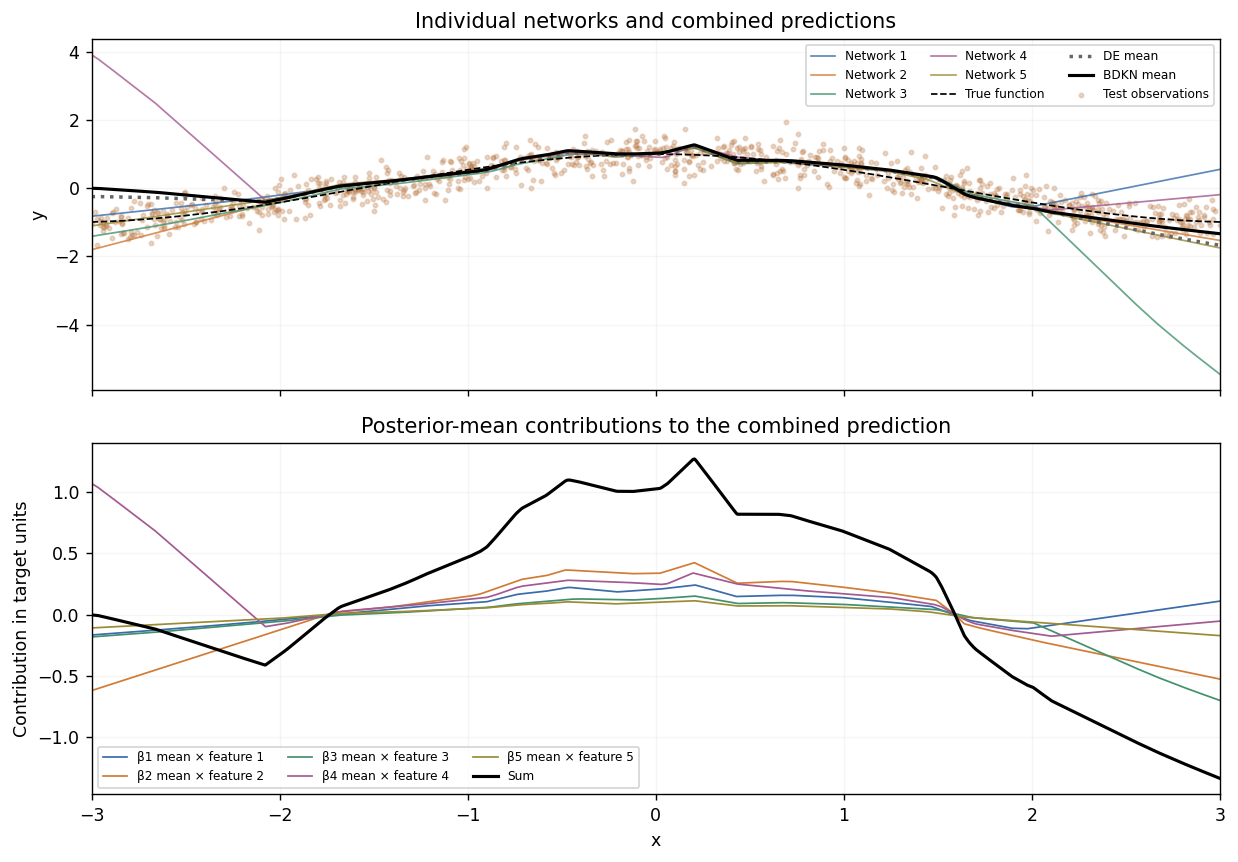 Individual networks and combined predictions
4
2
0
−2
−4
y
Network 1
Network 2
Network 3
Network 4
Network 5
True function
DE mean
BDKN mean
Test observations
Posterior-mean contributions to the combined prediction
1.0
0.5
0.0
−0.5
−1.0
Contribution in target units
β1 mean × feature 1
β2 mean × feature 2
β3 mean × feature 3
β4 mean × feature 4
β5 mean × feature 5
Sum
−3
−2
−1
0
1
2
3
x